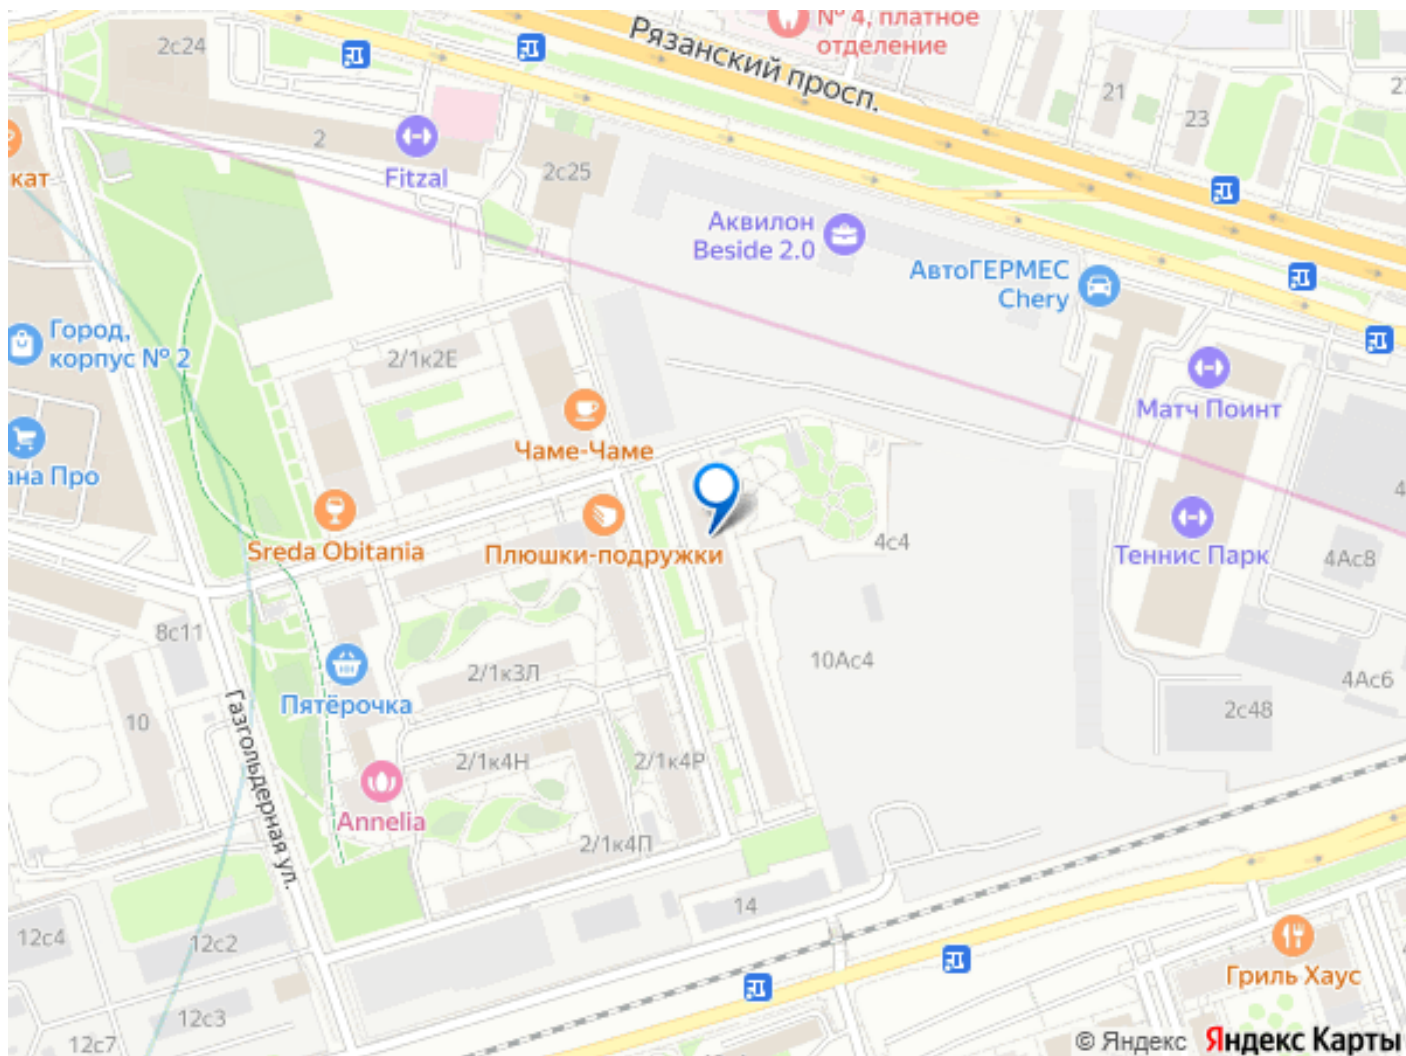 № 4, платное
отделение
Рязанский просп.
2с24
21
23
2
2с25
Fitzal
кат
Аквилон
Beside 2.0
АвтоГЕРМЕС
Chery
Город,
корпус № 2
2/1к2Е
Матч Поинт
Чаме-Чаме
ана Про
Sreda Obitania
Плюшки-подружки
4с4
Теннис Парк
4Ас8
8с11
10Ас4
2/1к3Л
4Ас6
Пятёрочка
2с48
10
Газгольдерная ул.
2/1к4Н
2/1к4Р
Annelia
2/1к4П
14
12с4
12с2
Гриль Хаус
12с3
12с7
© Яндекс Яндекс Карты